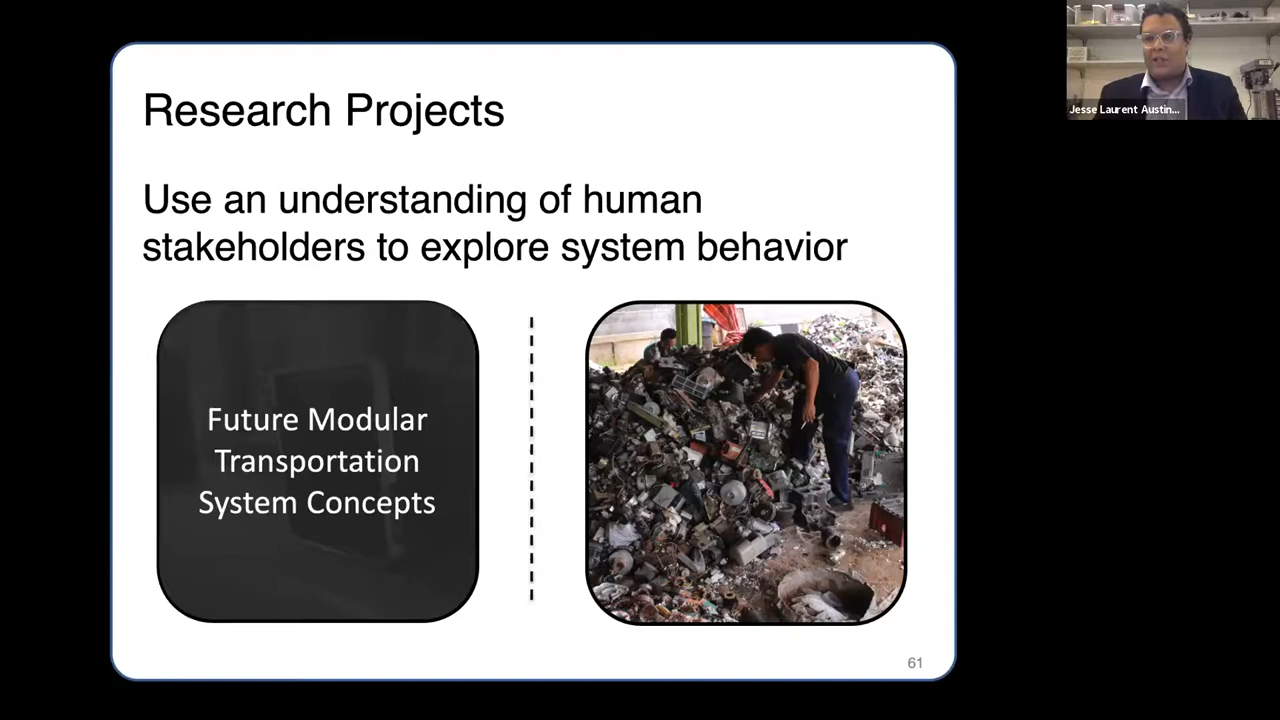 Research Projects
Use an understanding of human
stakeholders to explore system behavior
Future Modular
Transportation
System Concepts
61
Jesse Laurent Austin...